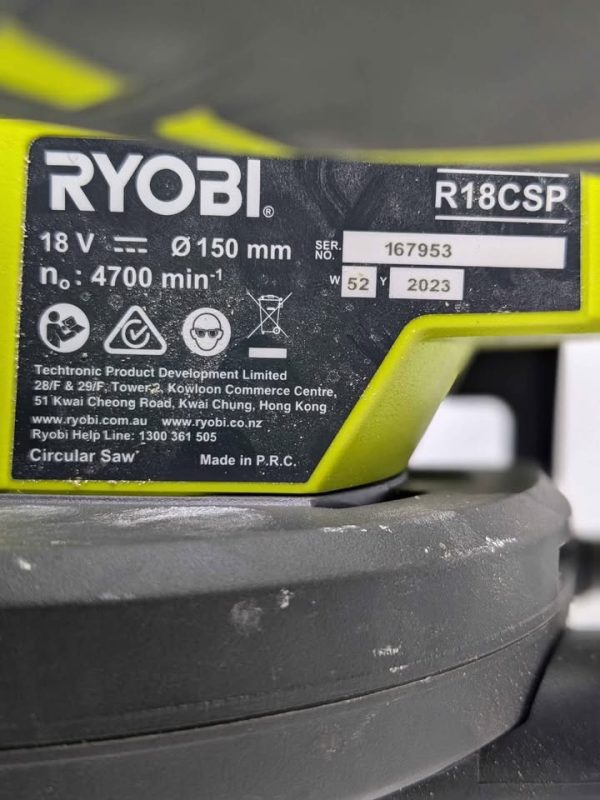 RYOBI®
R18CSP
18 V ⎓ Ø 150 mm
SER. NO. 167953
nₒ: 4700 min⁻¹
W 52 Y 2023
Techtronic Product Development Limited
28/F & 29/F, Tower 2, Kowloon Commerce Centre,
51 Kwai Cheong Road, Kwai Chung, Hong Kong
www.ryobi.com.au www.ryobi.co.nz
Ryobi Help Line: 1300 361 505
Circular Saw Made in P.R.C.